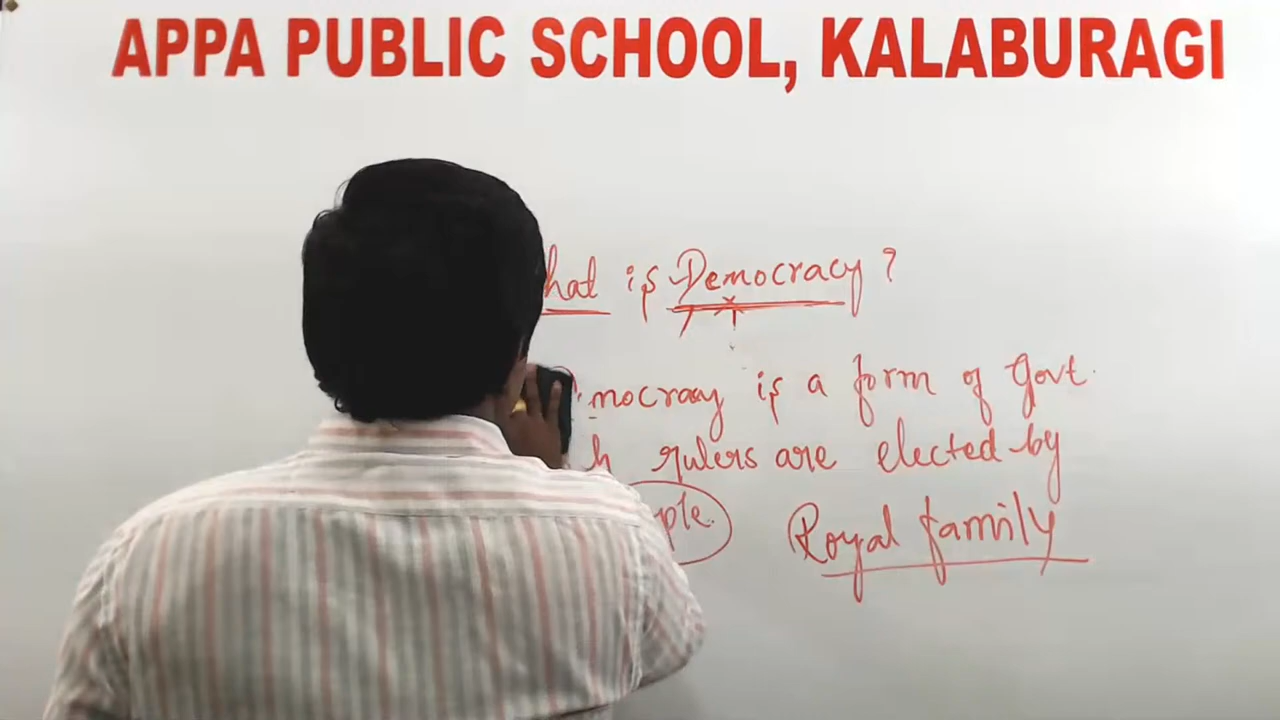 APPA PUBLIC SCHOOL, KALABURAGI
hat is Democracy ?
mocracy is a form of Govt.
h rulers are elected by
ple. Royal family